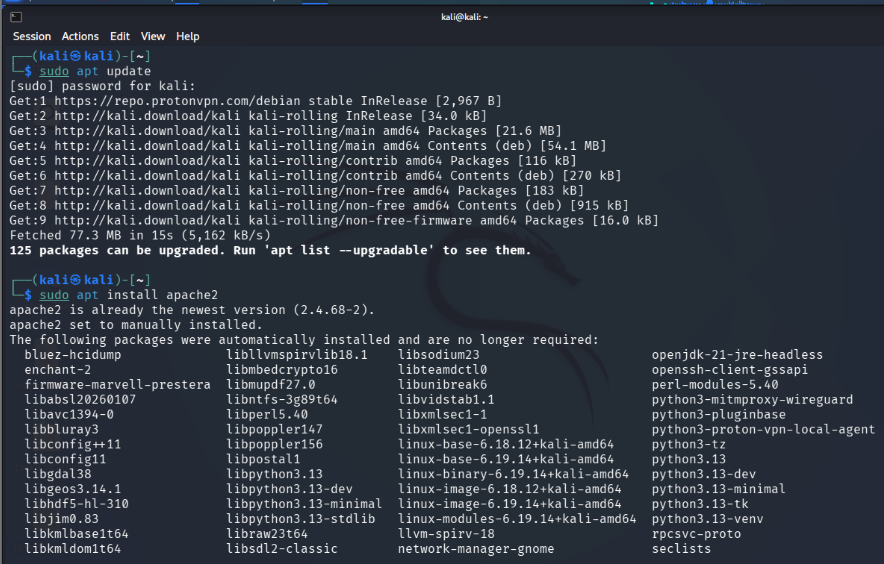 kali@kali: ~
Session Actions Edit View Help
┌──(kali㉿kali)-[~]
└─$ sudo apt update
[sudo] password for kali:
Get:1 https://repo.protonvpn.com/debian stable InRelease [2,967 B]
Get:2 http://kali.download/kali kali-rolling InRelease [34.0 kB]
Get:3 http://kali.download/kali kali-rolling/main amd64 Packages [21.6 MB]
Get:4 http://kali.download/kali kali-rolling/main amd64 Contents (deb) [54.1 MB]
Get:5 http://kali.download/kali kali-rolling/contrib amd64 Packages [116 kB]
Get:6 http://kali.download/kali kali-rolling/contrib amd64 Contents (deb) [270 kB]
Get:7 http://kali.download/kali kali-rolling/non-free amd64 Packages [183 kB]
Get:8 http://kali.download/kali kali-rolling/non-free amd64 Contents (deb) [915 kB]
Get:9 http://kali.download/kali kali-rolling/non-free-firmware amd64 Packages [16.0 kB]
Fetched 77.3 MB in 15s (5,162 kB/s)
125 packages can be upgraded. Run 'apt list --upgradable' to see them.
┌──(kali㉿kali)-[~]
└─$ sudo apt install apache2
apache2 is already the newest version (2.4.68-2).
apache2 set to manually installed.
The following packages were automatically installed and are no longer required:
bluez-hcidump libllvmspirvlib18.1 libsodium23 openjdk-21-jre-headless
enchant-2 libmbedcrypto16 libteamdctl0 openssh-client-gssapi
firmware-marvell-prestera libmupdf27.0 libunibreak6 perl-modules-5.40
libabsl20260107 libntfs-3g89t64 libvidstab1.1 python3-mitmproxy-wireguard
libavc1394-0 libperl5.40 libxmlsec1-1 python3-pluginbase
libbluray3 libpoppler147 libxmlsec1-openssl1 python3-proton-vpn-local-agent
libconfig++11 libpoppler156 linux-base-6.18.12+kali-amd64 python3-tz
libconfig11 libpostal1 linux-base-6.19.14+kali-amd64 python3.13
libgdal38 libpython3.13 linux-binary-6.19.14+kali-amd64 python3.13-dev
libgeos3.14.1 libpython3.13-dev linux-image-6.18.12+kali-amd64 python3.13-minimal
libhdf5-hl-310 libpython3.13-minimal linux-image-6.19.14+kali-amd64 python3.13-tk
libjim0.83 libpython3.13-stdlib linux-modules-6.19.14+kali-amd64 python3.13-venv
libkmlbase1t64 libraw23t64 llvm-spirv-18 rpcsvc-proto
libkmldom1t64 libsdl2-classic network-manager-gnome seclists